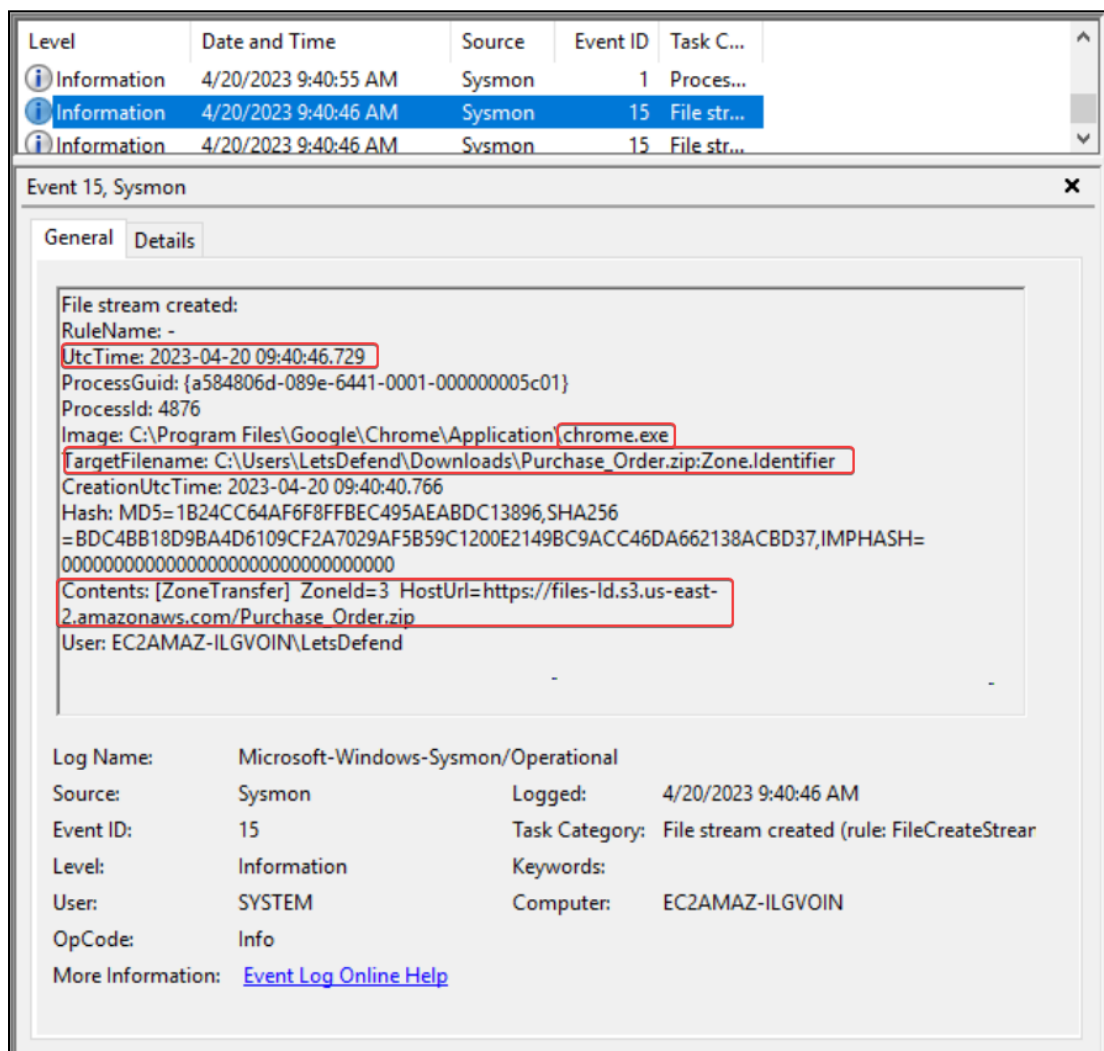 Level Date and Time Source Event ID Task C...
Information 4/20/2023 9:40:55 AM Sysmon 1 Proces...
Information 4/20/2023 9:40:46 AM Sysmon 15 File str...
Information 4/20/2023 9:40:46 AM Sysmon 15 File str...
Event 15, Sysmon
General Details
File stream created:
RuleName: -
UtcTime: 2023-04-20 09:40:46.729
ProcessGuid: {a584806d-089e-6441-0001-000000005c01}
ProcessId: 4876
Image: C:\Program Files\Google\Chrome\Application\chrome.exe
TargetFilename: C:\Users\LetsDefend\Downloads\Purchase_Order.zip:Zone.Identifier
CreationUtcTime: 2023-04-20 09:40:40.766
Hash: MD5=1B24CC64AF6F8FFBEC495AEABDC13896,SHA256
=BDC4BB18D9BA4D6109CF2A7029AF5B59C1200E2149BC9ACC46DA662138ACBD37,IMPHASH=
00000000000000000000000000000000
Contents: [ZoneTransfer] ZoneId=3 HostUrl=https://files-ld.s3.us-east-
2.amazonaws.com/Purchase_Order.zip
User: EC2AMAZ-ILGVOIN\LetsDefend
Log Name: Microsoft-Windows-Sysmon/Operational
Source: Sysmon Logged: 4/20/2023 9:40:46 AM
Event ID: 15 Task Category: File stream created (rule: FileCreateStrear
Level: Information Keywords:
User: SYSTEM Computer: EC2AMAZ-ILGVOIN
OpCode: Info
More Information: Event Log Online Help